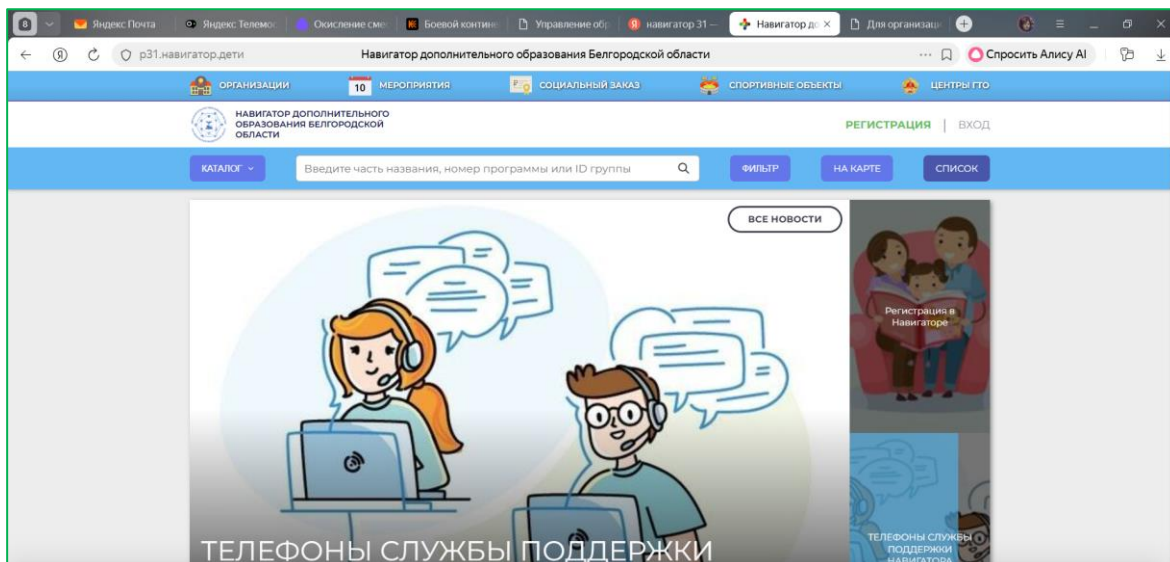 8
Яндекс Почта
Яндекс Телемос
Окисление сме
Боевой контин
Управление обр
навигатор 31 —
Навигатор до
Для организаци
р31.навигатор.дети
Навигатор дополнительного образования Белгородской области
Спросить Алису AI
ОРГАНИЗАЦИИ
10
МЕРОПРИЯТИЯ
СОЦИАЛЬНЫЙ ЗАКАЗ
СПОРТИВНЫЕ ОБЪЕКТЫ
ЦЕНТРЫ ГТО
НАВИГАТОР ДОПОЛНИТЕЛЬНОГО
ОБРАЗОВАНИЯ БЕЛГОРОДСКОЙ
ОБЛАСТИ
РЕГИСТРАЦИЯ | ВХОД
КАТАЛОГ
Введите часть названия, номер программы или ID группы
ФИЛЬТР
НА КАРТЕ
СПИСОК
ВСЕ НОВОСТИ
Регистрация в
Навигаторе
ТЕЛЕФОНЫ СЛУЖБЫ ПОДДЕРЖКИ
ТЕЛЕФОНЫ СЛУЖБЫ
ПОДДЕРЖКИ
НАВИГАТОРА